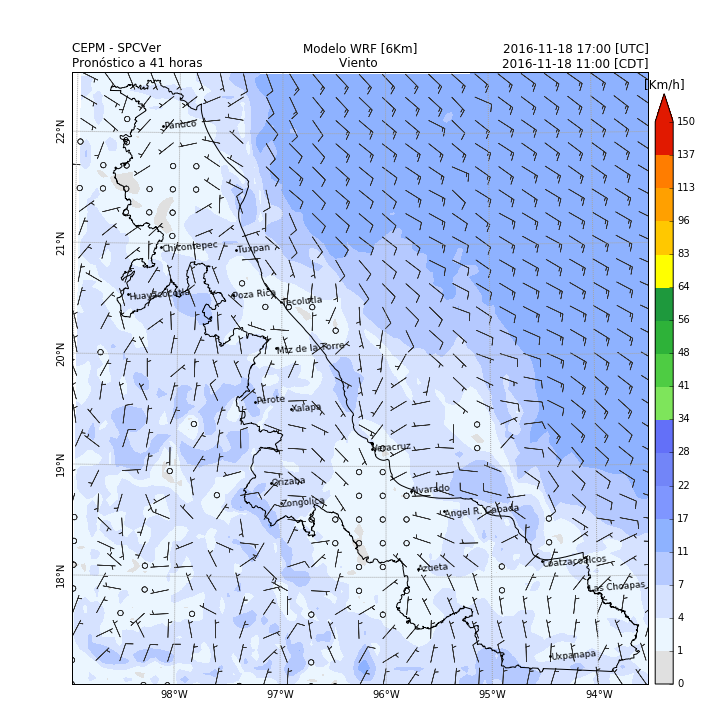 CEPM - SPCVer Modelo WRF [6Km] 2016-11-18 17:00 [UTC]
Pronóstico a 41 horas Viento 2016-11-18 11:00 [CDT]
[Km/h]
150
137
113
96
83
64
56
48
41
34
28
22
17
11
7
4
1
0
22°N
21°N
20°N
19°N
18°N
Panuco
Chicontepec
Tuxpan
Huayacocotla
Poza Rica
Tecolutla
Mtz de la Torre
Perote
Xalapa
Veracruz
Orizaba
Zongolica
Alvarado
Angel R. Cabada
Azueta
Coatzacoalcos
Las Choapas
Uxpanapa
98°W 97°W 96°W 95°W 94°W